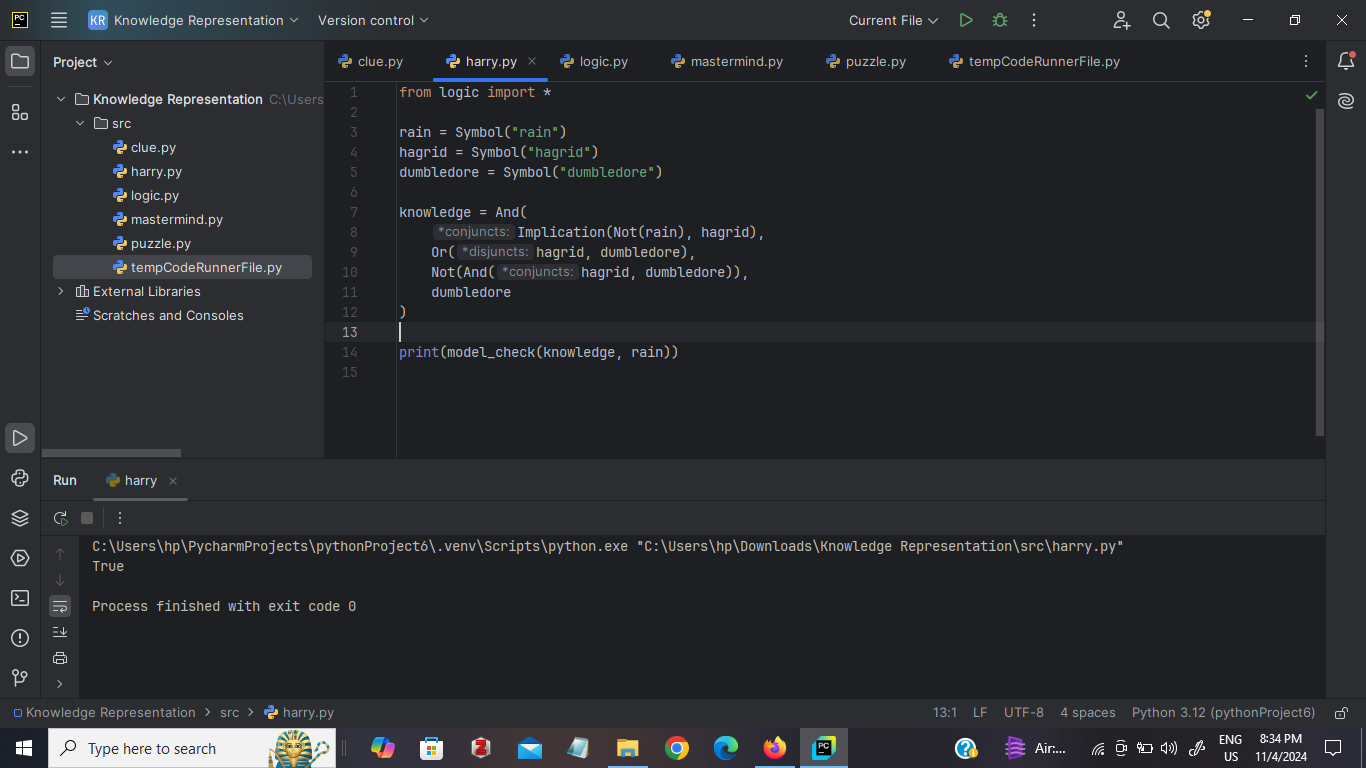 PC
KR Knowledge Representation
Version control
Current File
Project
Knowledge Representation C:\Users
src
clue.py
harry.py
logic.py
mastermind.py
puzzle.py
tempCodeRunnerFile.py
External Libraries
Scratches and Consoles
clue.py harry.py logic.py mastermind.py puzzle.py tempCodeRunnerFile.py
1 from logic import *
2
3 rain = Symbol("rain")
4 hagrid = Symbol("hagrid")
5 dumbledore = Symbol("dumbledore")
6
7 knowledge = And(
8 *conjuncts: Implication(Not(rain), hagrid),
9 Or( *disjuncts: hagrid, dumbledore),
10 Not(And( *conjuncts: hagrid, dumbledore)),
11 dumbledore
12 )
13
14 print(model_check(knowledge, rain))
15
Run harry
C:\Users\hp\PycharmProjects\pythonProject6\.venv\Scripts\python.exe "C:\Users\hp\Downloads\Knowledge Representation\src\harry.py"
True
Process finished with exit code 0
Knowledge Representation > src > harry.py
13:1 LF UTF-8 4 spaces Python 3.12 (pythonProject6)
Type here to search
PC
Air:...
ENG
US
8:34 PM
11/4/2024